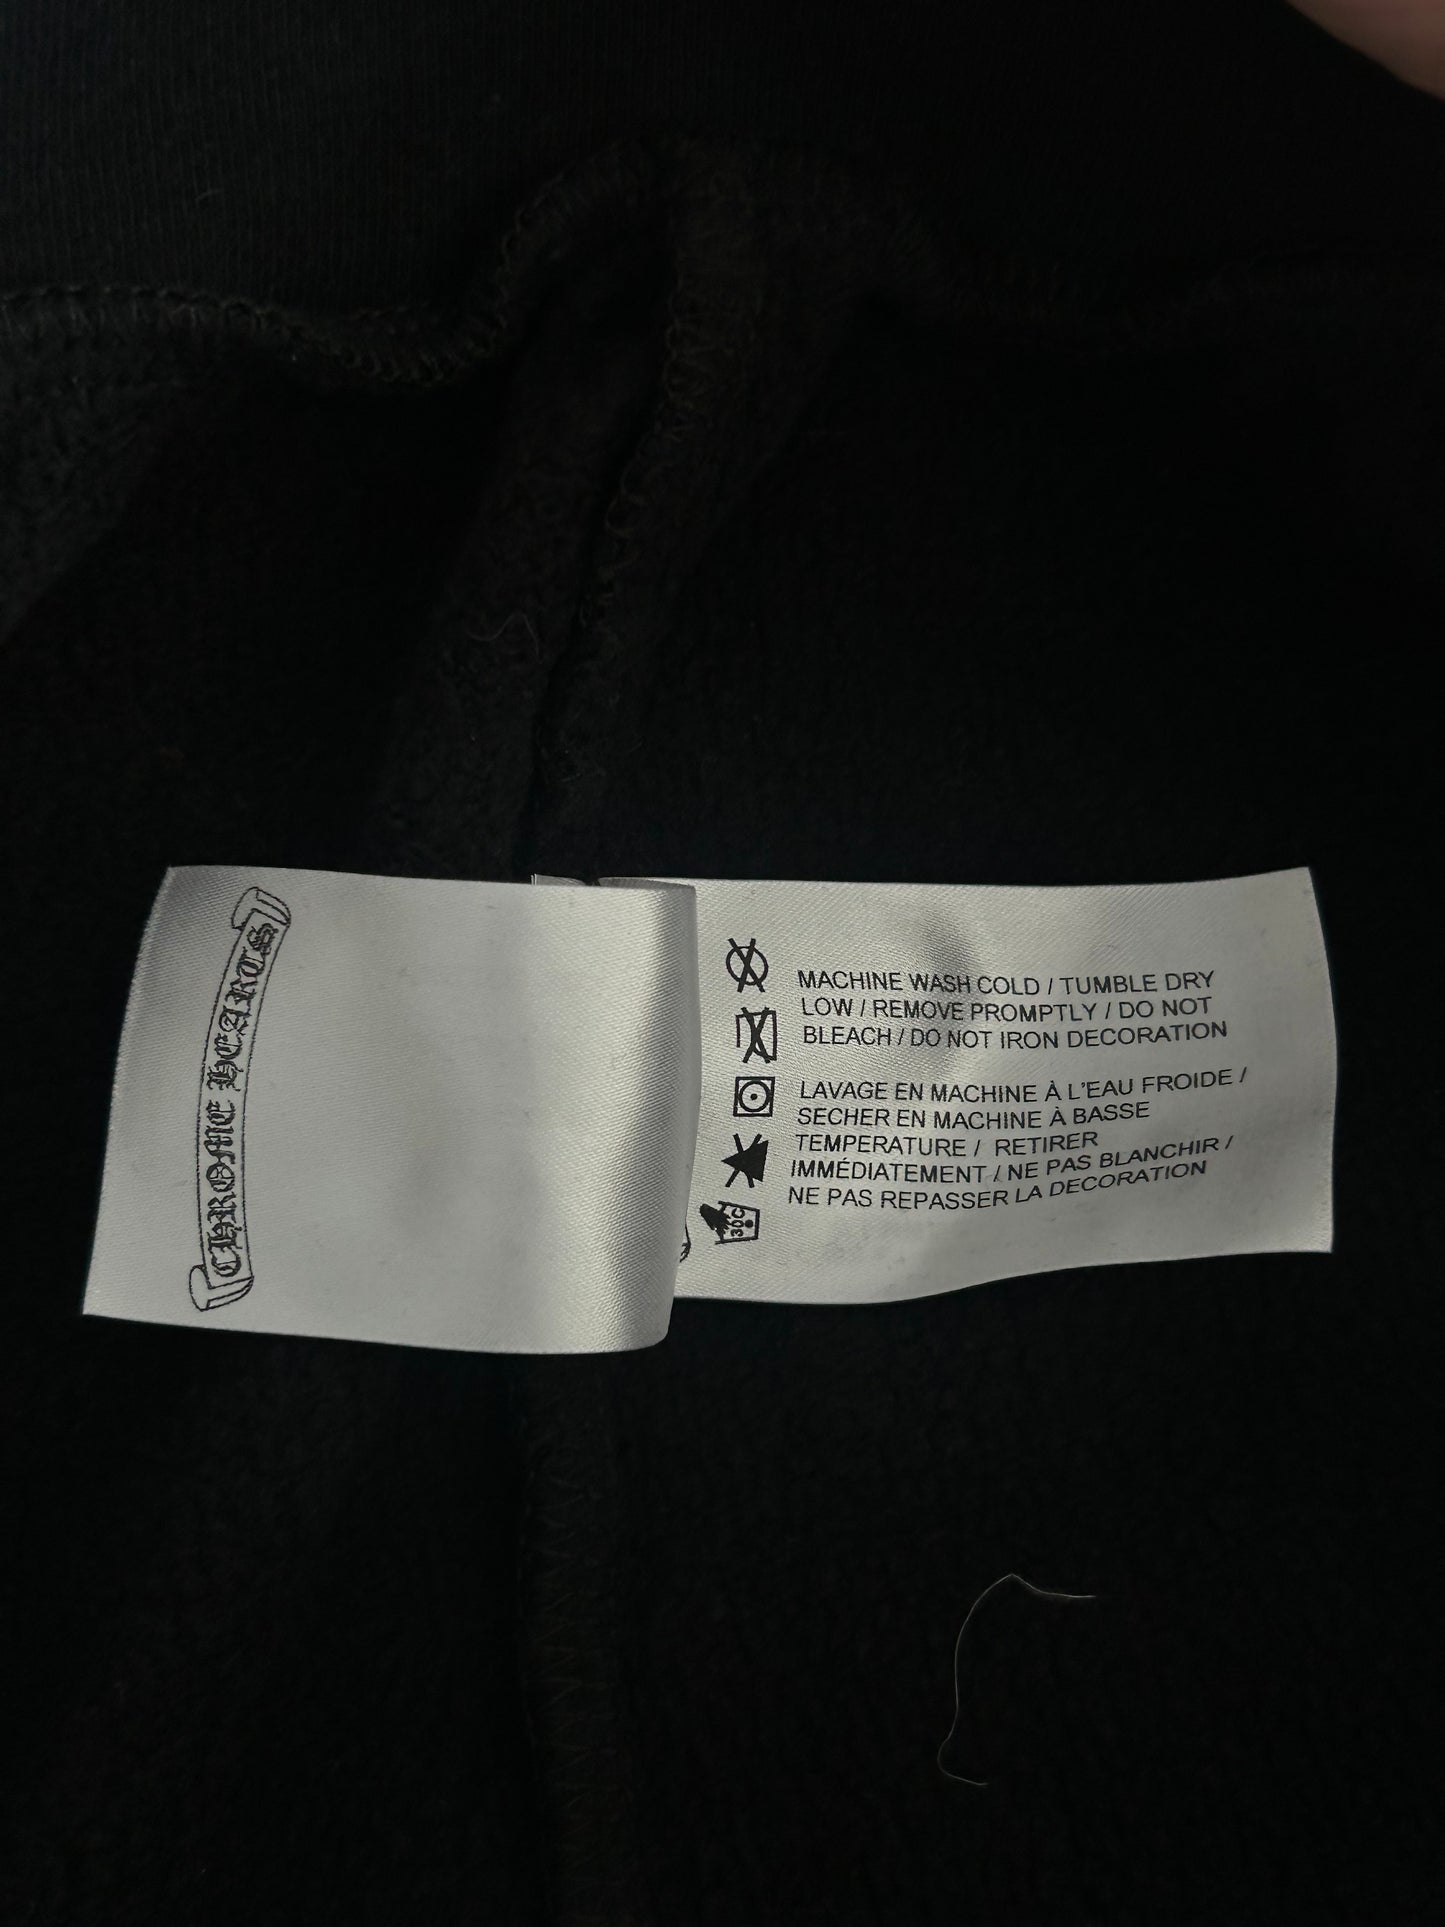 CHROME HEARTS
MACHINE WASH COLD / TUMBLE DRY
LOW / REMOVE PROMPTLY / DO NOT
BLEACH / DO NOT IRON DECORATION
LAVAGE EN MACHINE À L'EAU FROIDE /
SECHER EN MACHINE À BASSE
TEMPERATURE / RETIRER
IMMÉDIATEMENT / NE PAS BLANCHIR /
NE PAS REPASSER LA DECORATION
30C